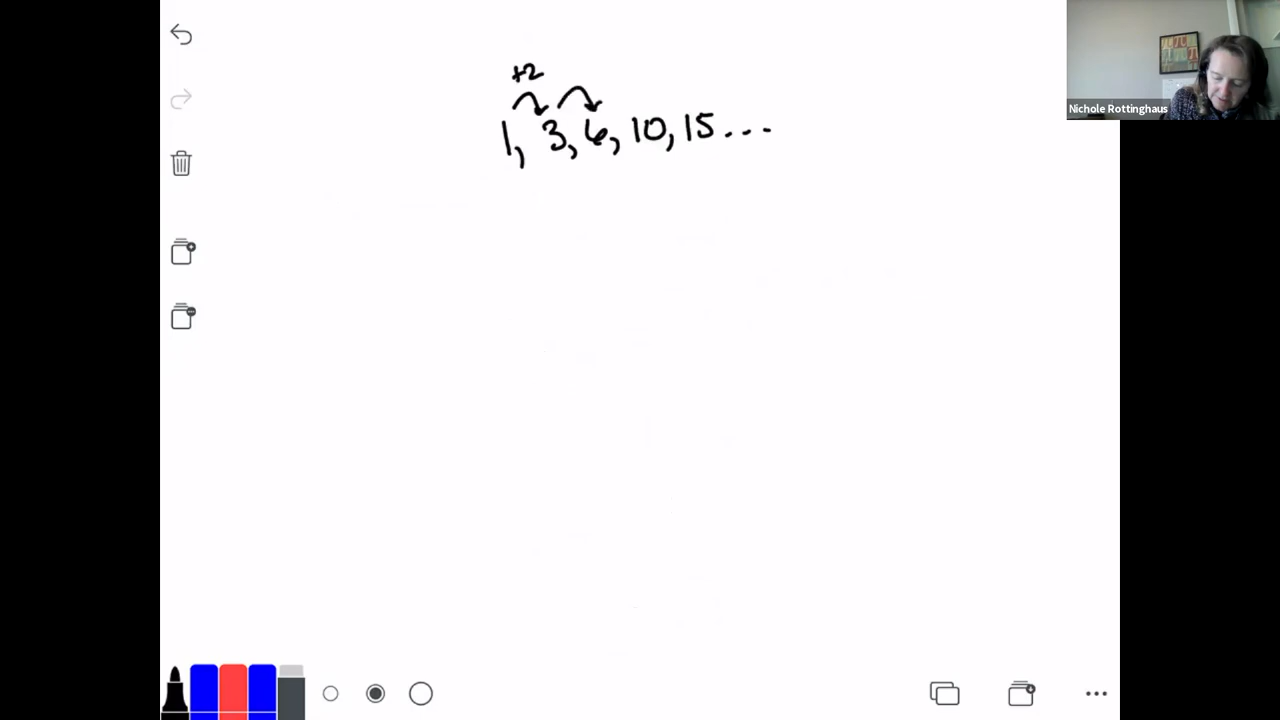 Nichole Rottinghaus
+2
1, 3, 6, 10, 15...